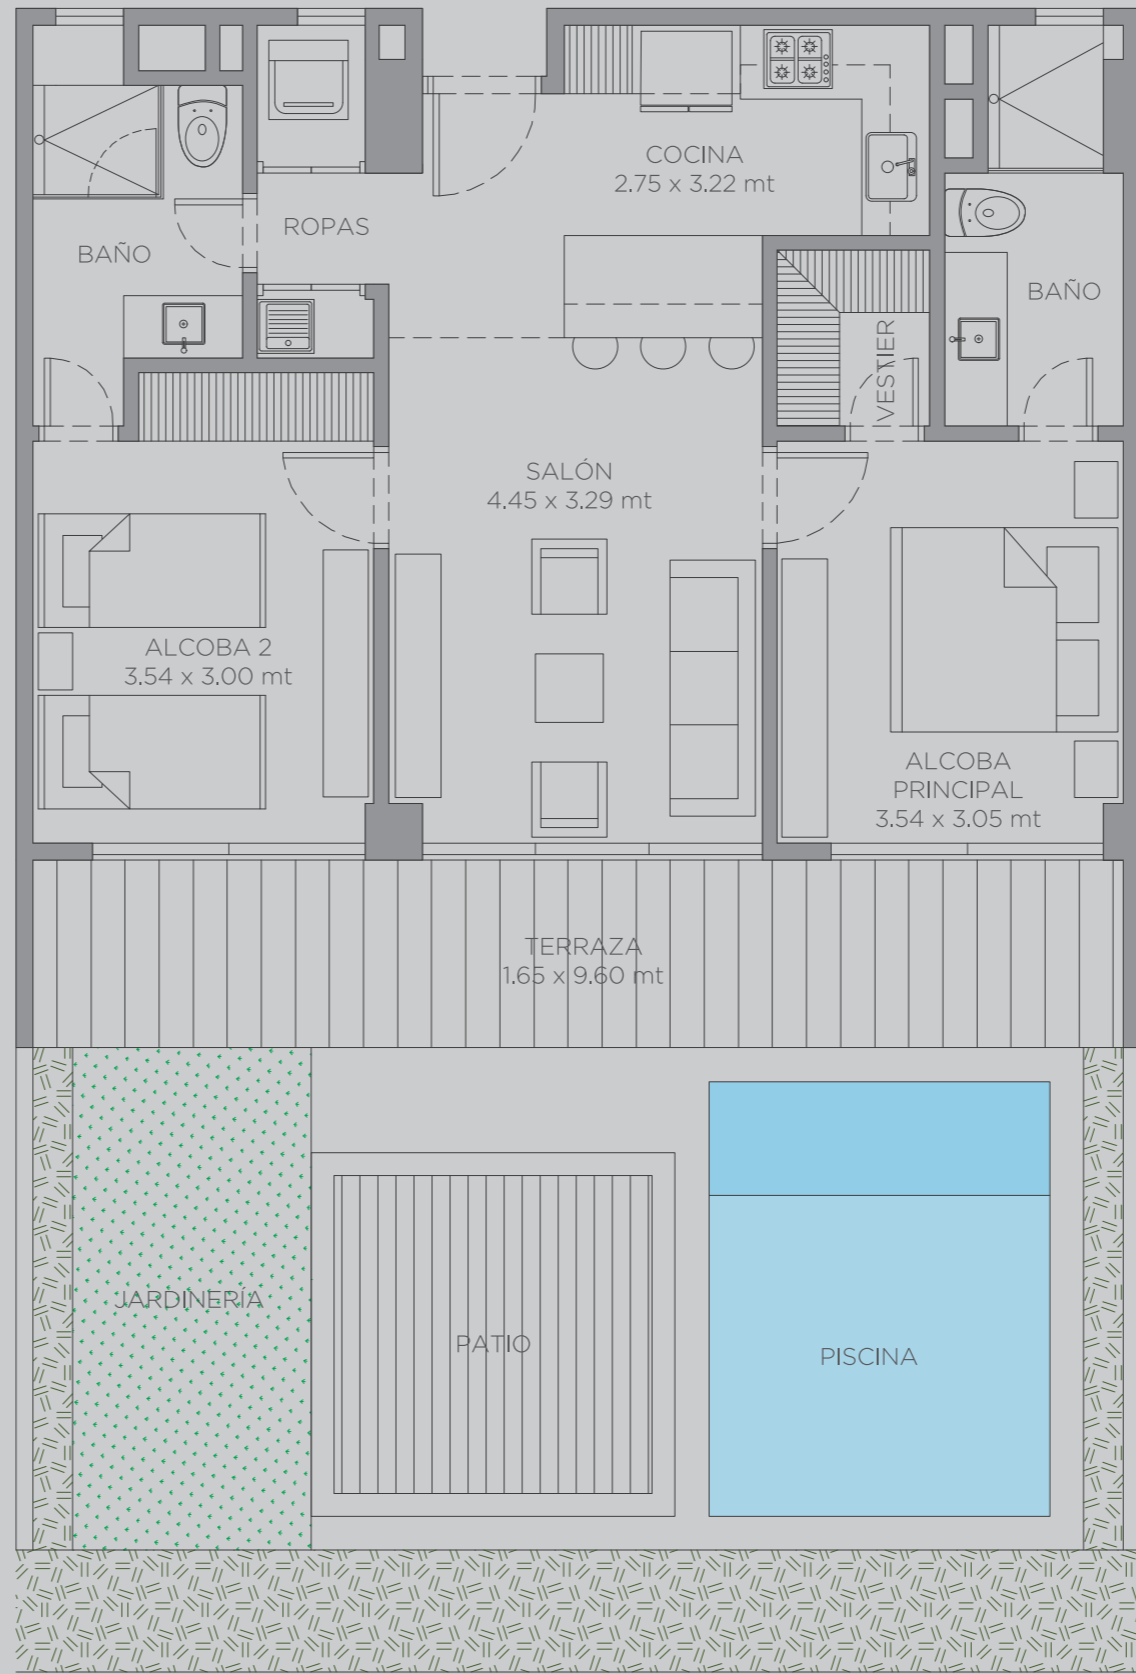 COCINA
2.75 x 3.22 mt
ROPAS
BAÑO
BAÑO
VESTIER
SALÓN
4.45 x 3.29 mt
ALCOBA 2
3.54 x 3.00 mt
ALCOBA
PRINCIPAL
3.54 x 3.05 mt
TERRAZA
1.65 x 9.60 mt
JARDINERÍA
PATIO
PISCINA